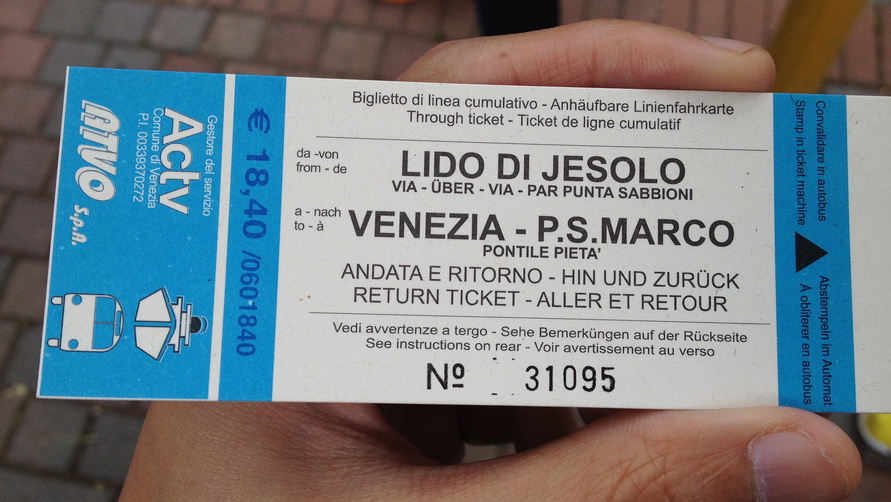 ATVO S.p.A.
Gestore del servizio
Actv
Comune di Venezia
P.I. 00339370272
€ 18,40 /0601840
Biglietto di linea cumulativo - Anhäufbare Linienfahrkarte
Through ticket - Ticket de ligne cumulatif
da -von
from - de
LIDO DI JESOLO
VIA - ÜBER - VIA - PAR PUNTA SABBIONI
a - nach
to - à
VENEZIA - P.S.MARCO
PONTILE PIETA'
ANDATA E RITORNO - HIN UND ZURÜCK
RETURN TICKET - ALLER ET RETOUR
Vedi avvertenze a tergo - Sehe Bemerküngen auf der Rückseite
See instructions on rear - Voir avertissement au verso
Nº 31095
Convalidare in autobus
Stamp in ticket machine
Abstempeln im Automat
À obliterer en autobus